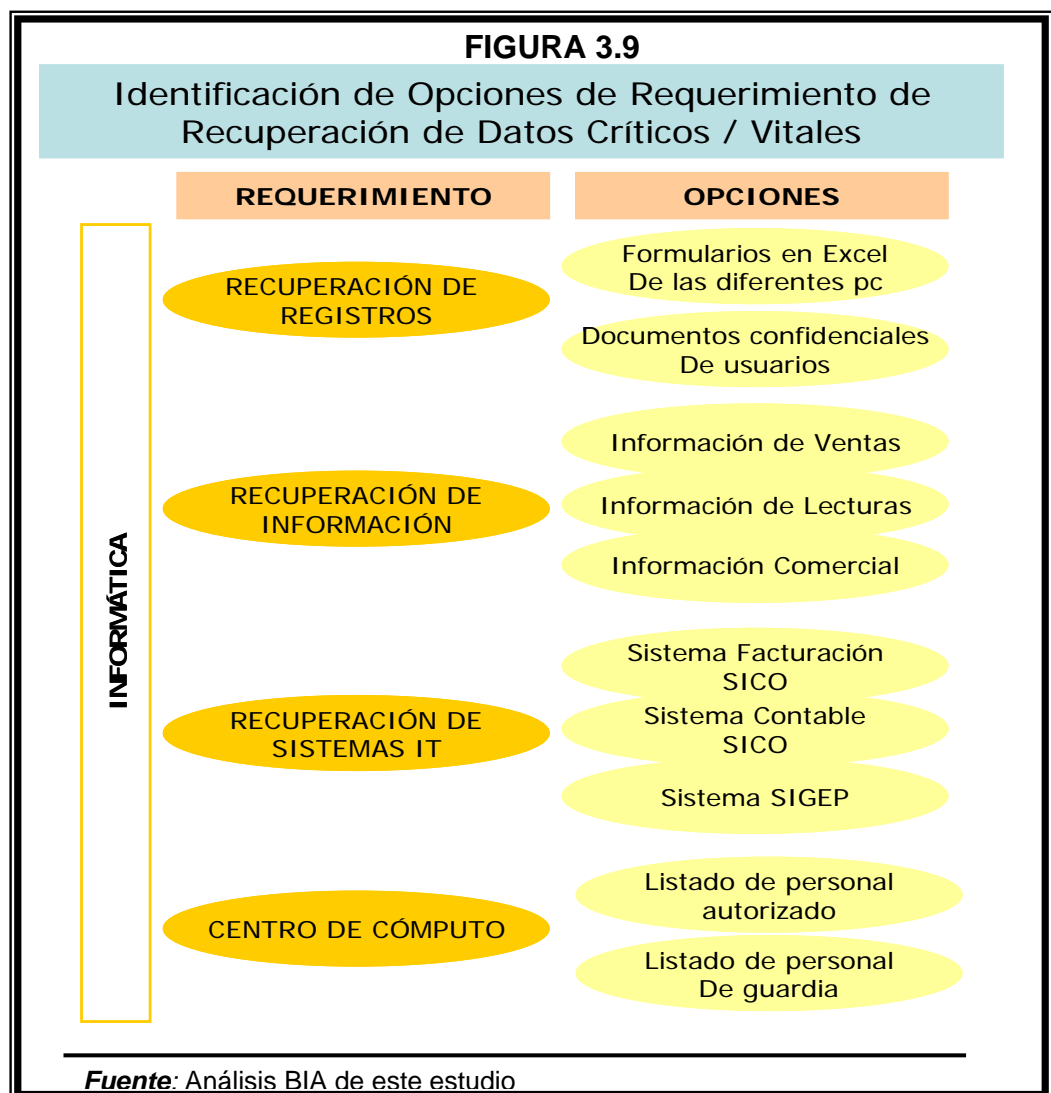 FIGURA 3.9
Identificación de Opciones de Requerimiento de
Recuperación de Datos Críticos / Vitales
REQUERIMIENTO
OPCIONES
INFORMÁTICA
RECUPERACIÓN DE
REGISTROS
Formularios en Excel
De las diferentes pc
Documentos confidenciales
De usuarios
RECUPERACIÓN DE
INFORMACIÓN
Información de Ventas
Información de Lecturas
Información Comercial
RECUPERACIÓN DE
SISTEMAS IT
Sistema Facturación
SICO
Sistema Contable
SICO
Sistema SIGEP
CENTRO DE CÓMPUTO
Listado de personal
autorizado
Listado de personal
De guardia
Fuente: Análisis BIA de este estudio